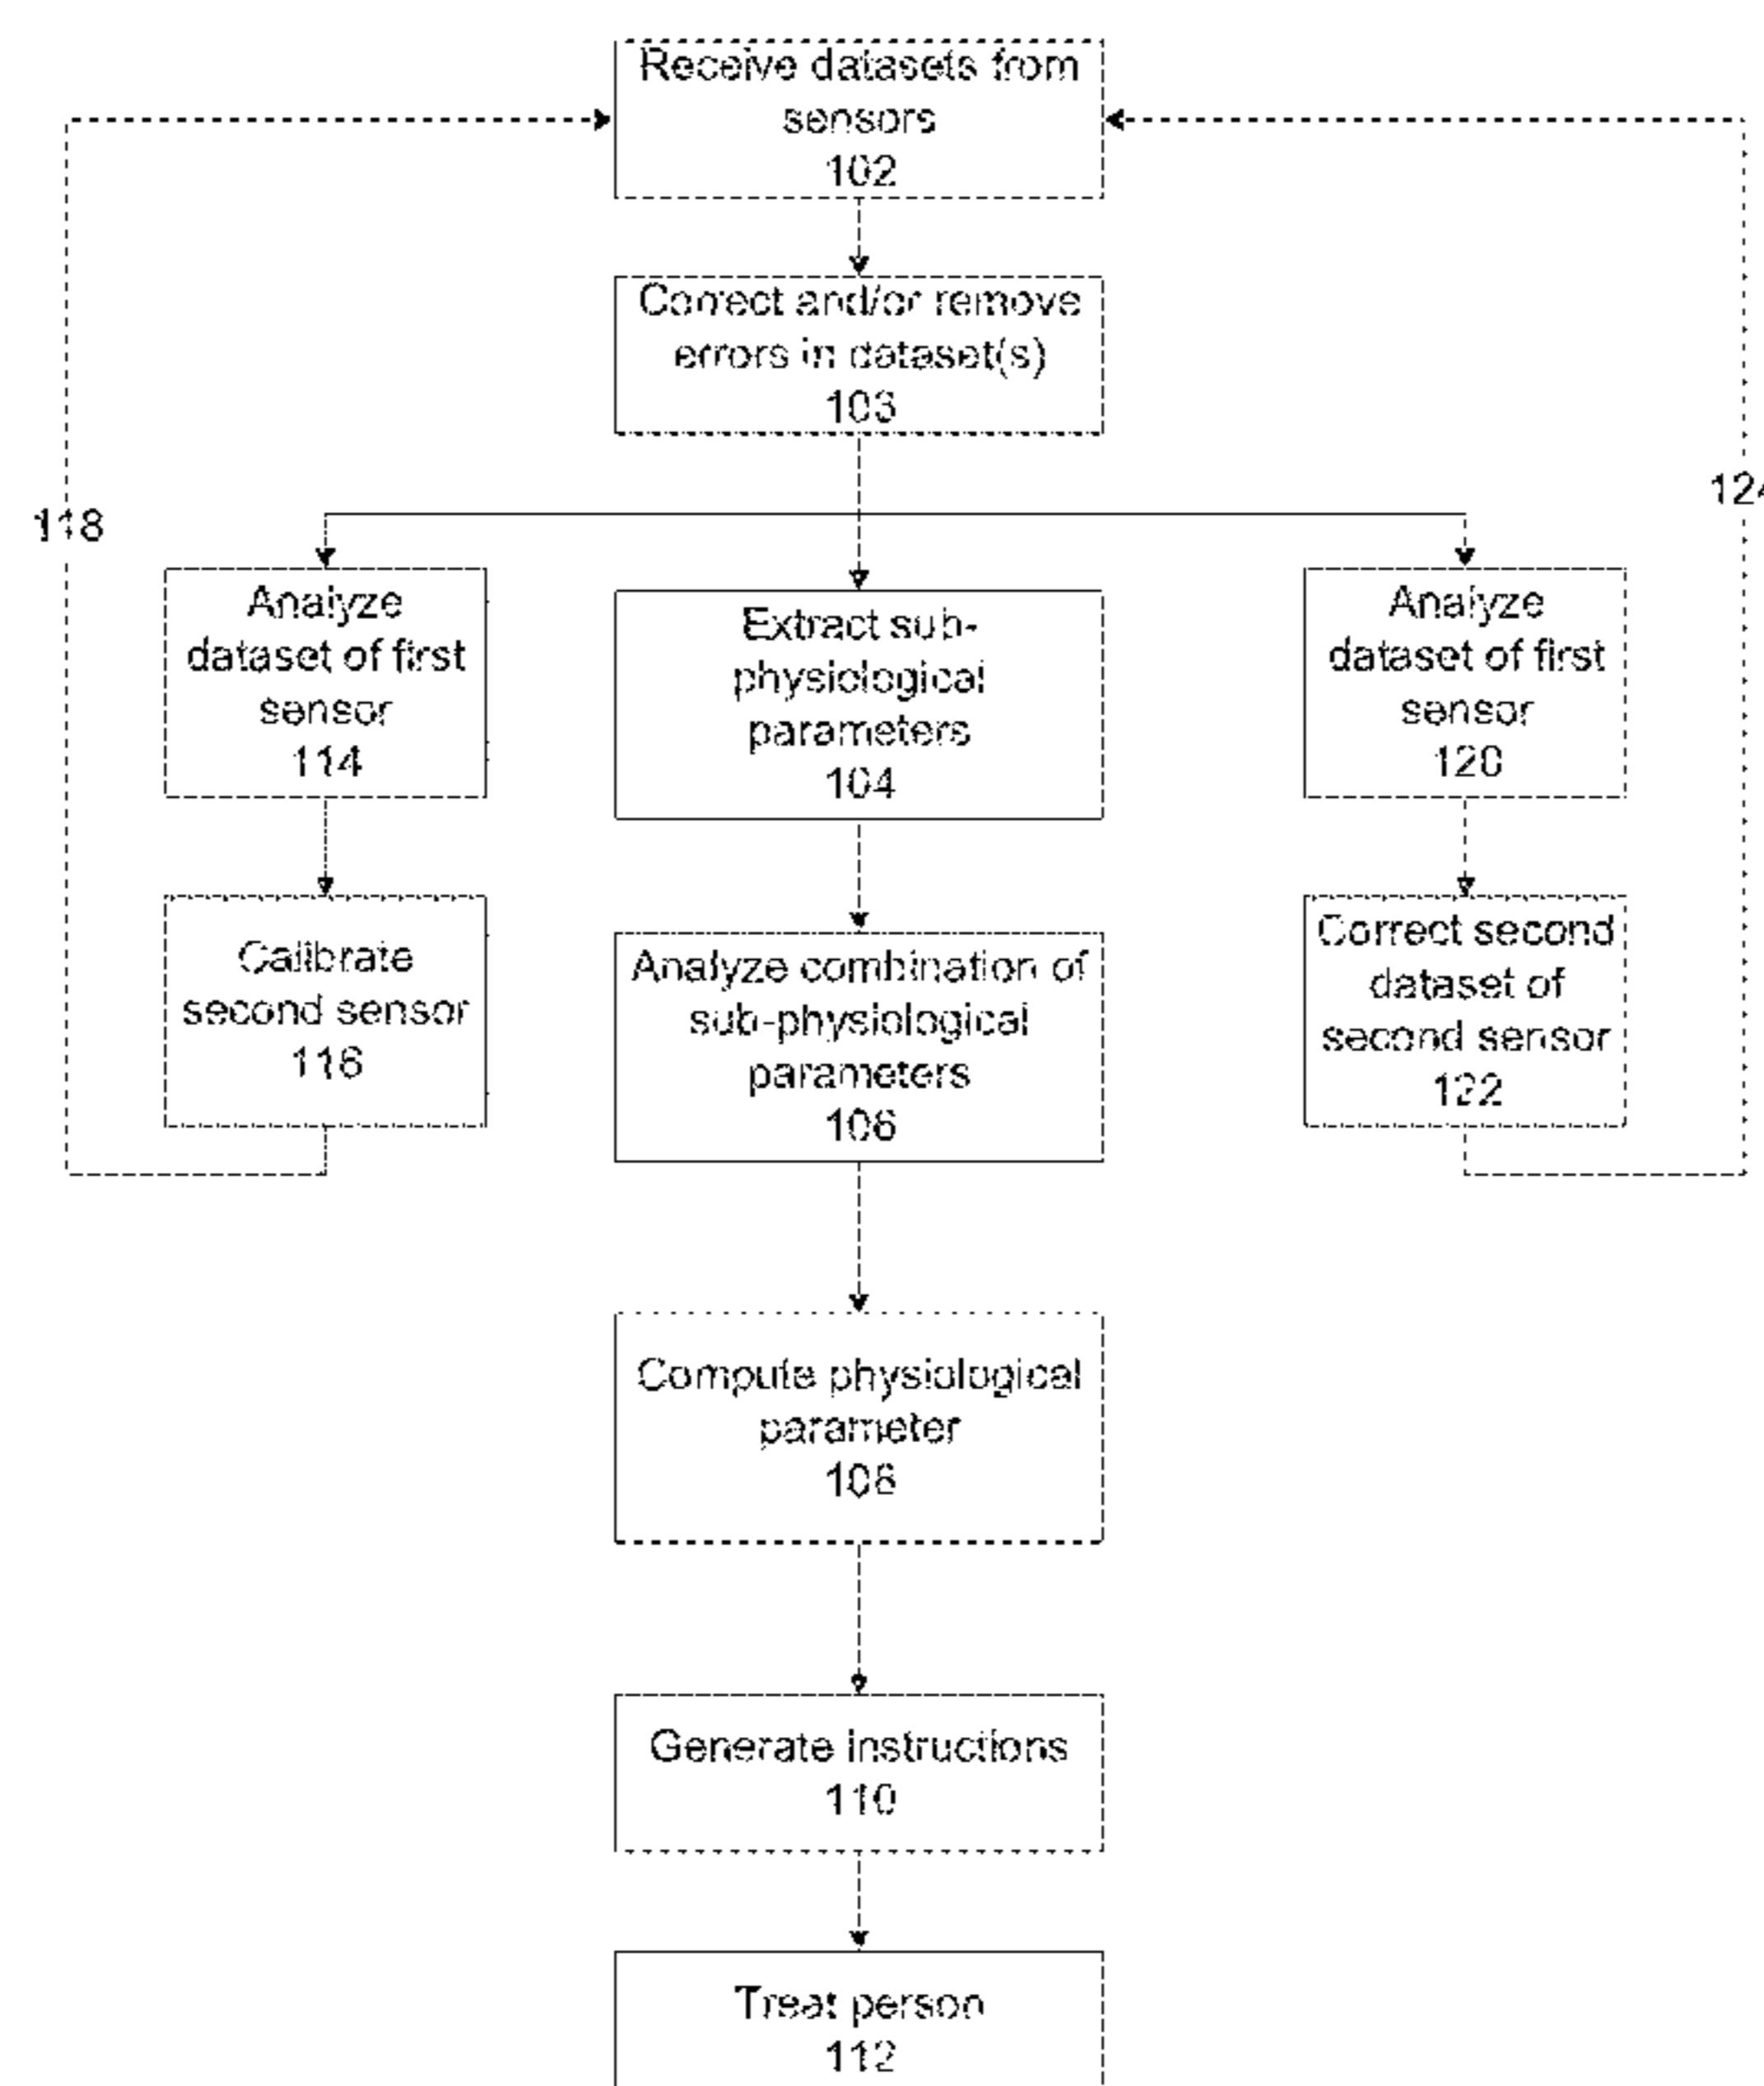 Receive datasets from
sensors
102
Correct and/or remove
errors in dataset(s)
103
118
124
Analyze
dataset of first
sensor
114
Extract sub-
physiological
parameters
104
Analyze
dataset of first
sensor
120
Calibrate
second sensor
116
Analyze combination of
sub-physiological
parameters
106
Correct second
dataset of
second sensor
122
Compute physiological
parameter
108
Generate instructions
110
Treat person
112